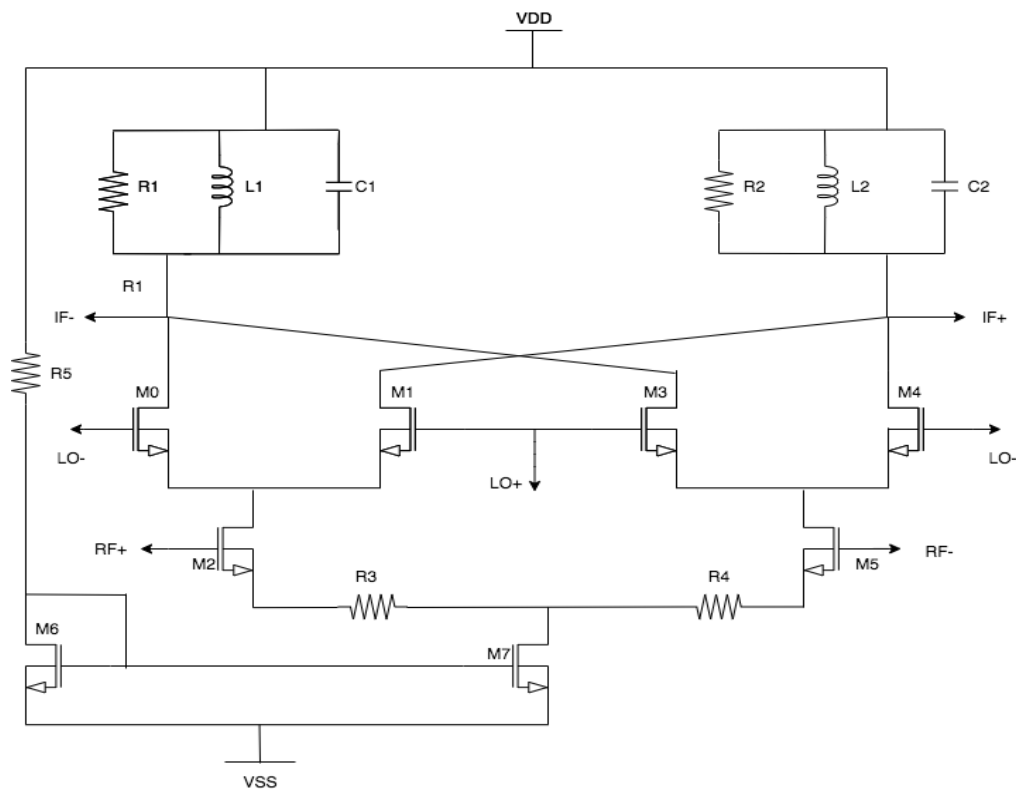 VDD
R1
L1
C1
R2
L2
C2
R1
IF-
IF+
R5
M0
M1
M3
M4
LO-
LO+
LO-
RF+
M2
R3
R4
M5
RF-
M6
M7
VSS